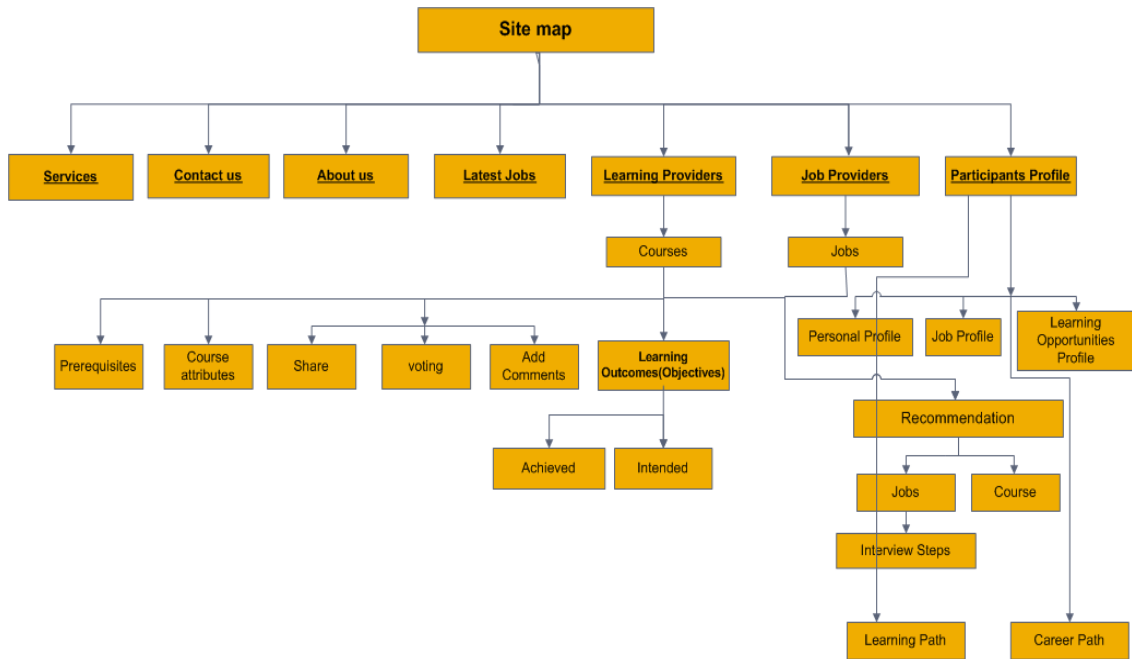 Site map
Services
Contact us
About us
Latest Jobs
Learning Providers
Job Providers
Participants Profile
Courses
Jobs
Prerequisites
Course
attributes
Share
voting
Add
Comments
Learning
Outcomes(Objectives)
Personal Profile
Job Profile
Learning
Opportunities
Profile
Recommendation
Achieved
Intended
Jobs
Course
Interview Steps
Learning Path
Career Path